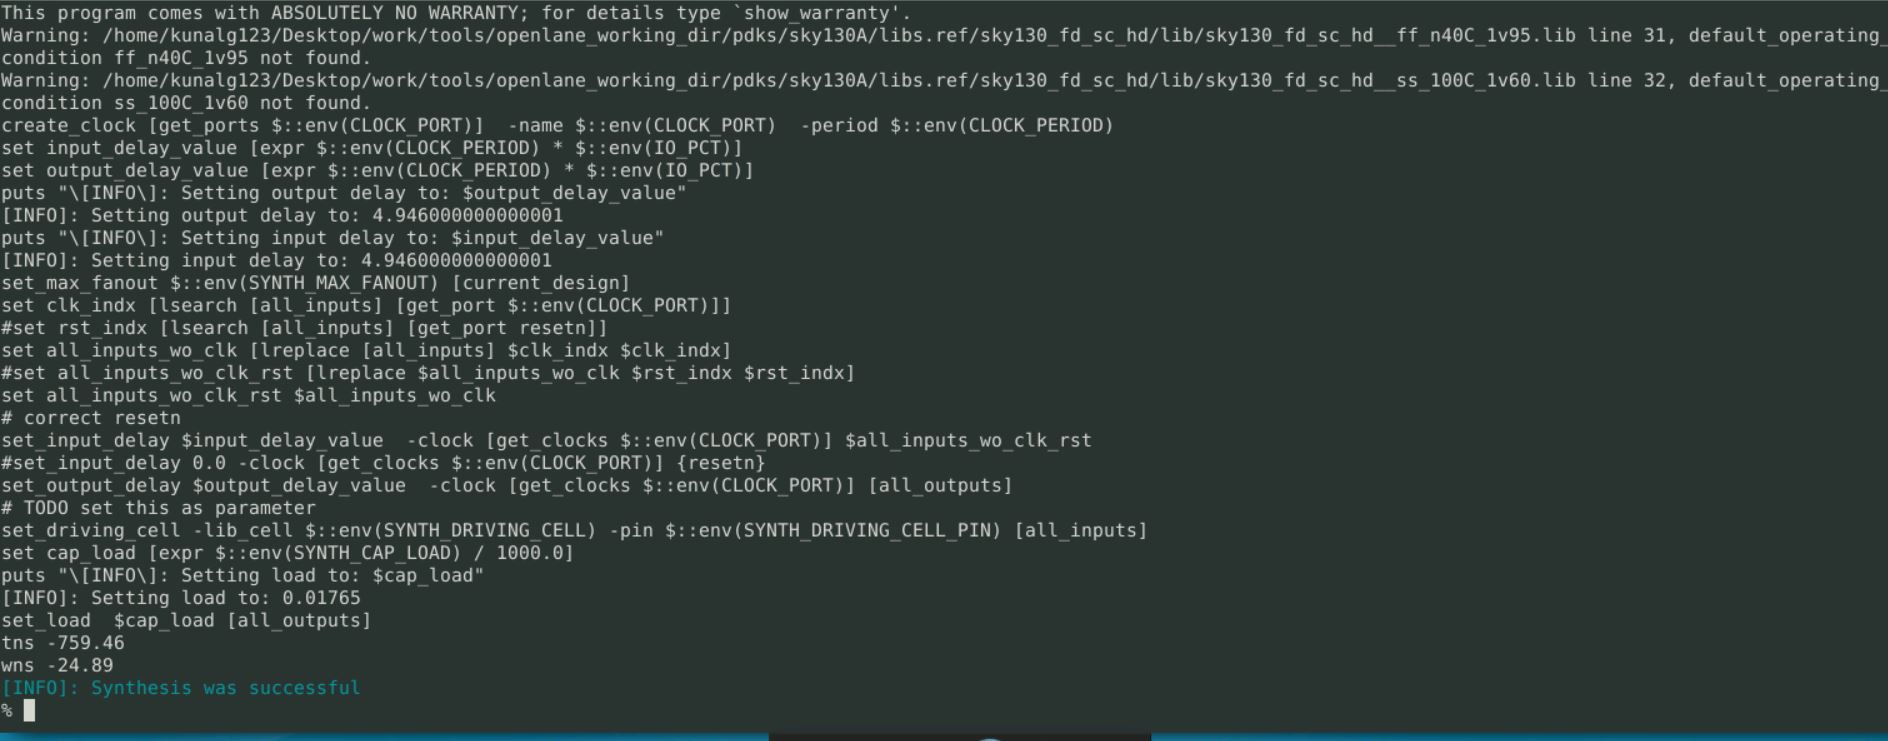 This program comes with ABSOLUTELY NO WARRANTY; for details type `show_warranty'.
Warning: /home/kunalg123/Desktop/work/tools/openlane_working_dir/pdks/sky130A/libs.ref/sky130_fd_sc_hd/lib/sky130_fd_sc_hd__ff_n40C_1v95.lib line 31, default_operating_
condition ff_n40C_1v95 not found.
Warning: /home/kunalg123/Desktop/work/tools/openlane_working_dir/pdks/sky130A/libs.ref/sky130_fd_sc_hd/lib/sky130_fd_sc_hd__ss_100C_1v60.lib line 32, default_operating_
condition ss_100C_1v60 not found.
create_clock [get_ports $::env(CLOCK_PORT)]  -name $::env(CLOCK_PORT)  -period $::env(CLOCK_PERIOD)
set input_delay_value [expr $::env(CLOCK_PERIOD) * $::env(IO_PCT)]
set output_delay_value [expr $::env(CLOCK_PERIOD) * $::env(IO_PCT)]
puts "\[INFO\]: Setting output delay to: $output_delay_value"
[INFO]: Setting output delay to: 4.946000000000001
puts "\[INFO\]: Setting input delay to: $input_delay_value"
[INFO]: Setting input delay to: 4.946000000000001
set_max_fanout $::env(SYNTH_MAX_FANOUT) [current_design]
set clk_indx [lsearch [all_inputs] [get_port $::env(CLOCK_PORT)]]
#set rst_indx [lsearch [all_inputs] [get_port resetn]]
set all_inputs_wo_clk [lreplace [all_inputs] $clk_indx $clk_indx]
#set all_inputs_wo_clk_rst [lreplace $all_inputs_wo_clk $rst_indx $rst_indx]
set all_inputs_wo_clk_rst $all_inputs_wo_clk
# correct resetn
set_input_delay $input_delay_value  -clock [get_clocks $::env(CLOCK_PORT)] $all_inputs_wo_clk_rst
#set_input_delay 0.0 -clock [get_clocks $::env(CLOCK_PORT)] {resetn}
set_output_delay $output_delay_value  -clock [get_clocks $::env(CLOCK_PORT)] [all_outputs]
# TODO set this as parameter
set_driving_cell -lib_cell $::env(SYNTH_DRIVING_CELL) -pin $::env(SYNTH_DRIVING_CELL_PIN) [all_inputs]
set cap_load [expr $::env(SYNTH_CAP_LOAD) / 1000.0]
puts "\[INFO\]: Setting load to: $cap_load"
[INFO]: Setting load to: 0.01765
set_load  $cap_load [all_outputs]
tns -759.46
wns -24.89
[INFO]: Synthesis was successful
%